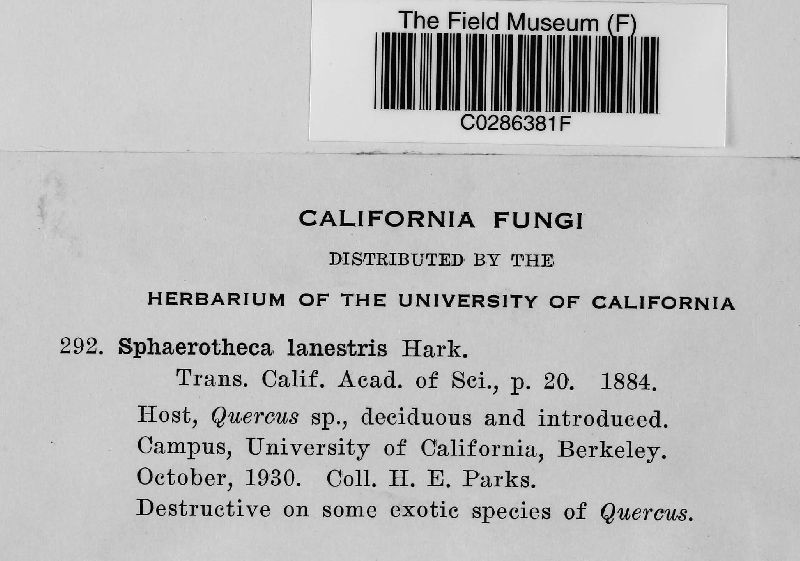 The Field Museum (F)
C0286381F
CALIFORNIA FUNGI
DISTRIBUTED BY THE
HERBARIUM OF THE UNIVERSITY OF CALIFORNIA
292. Sphaerotheca lanestris Hark.
Trans. Calif. Acad. of Sci., p. 20. 1884.
Host, Quercus sp., deciduous and introduced.
Campus, University of California, Berkeley.
October, 1930. Coll. H. E. Parks.
Destructive on some exotic species of Quercus.